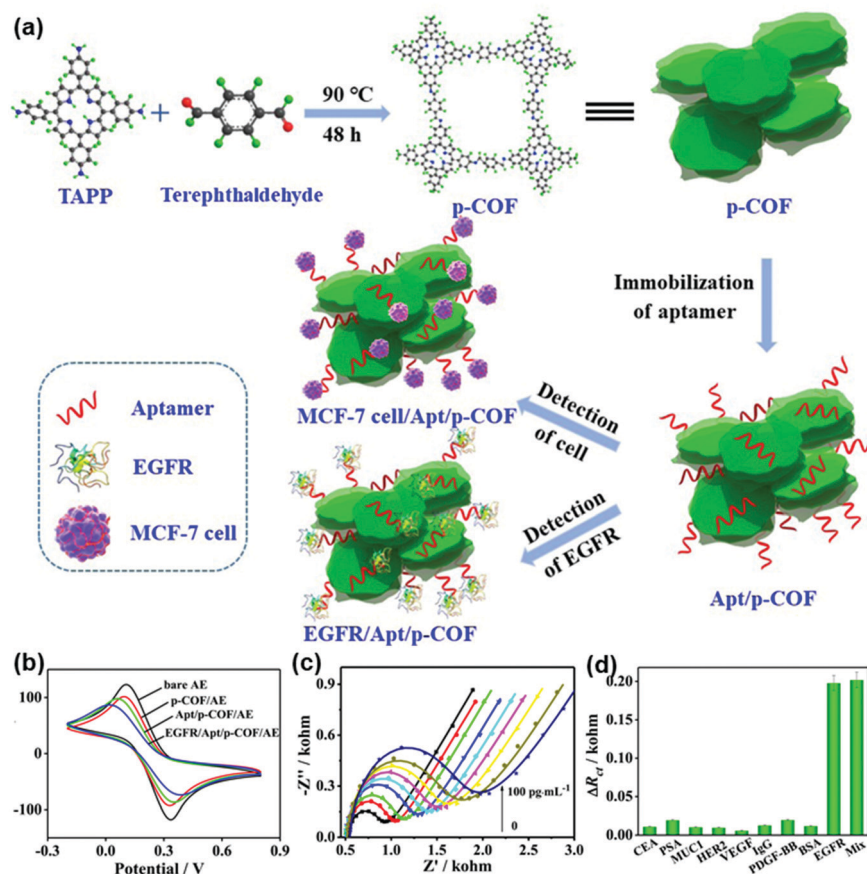 (a)
90 °C
48 h
TAPP
Terephthaldehyde
p-COF
p-COF
Immobilization
of aptamer
Aptamer
EGFR
MCF-7 cell
MCF-7 cell/Apt/p-COF
Detection
of cell
Detection
of EGFR
EGFR/Apt/p-COF
Apt/p-COF
(b)
100
50
0
-50
-100
bare AE
p-COF/AE
Apt/p-COF/AE
EGFR/Apt/p-COF/AE
-0.3 0.0 0.3 0.6 0.9
Potential / V
(c)
-Z'' / kohm
0.9
0.6
0.3
0.0
100 pg·mL-1
0
0.5 1.0 1.5 2.0 2.5 3.0
Z' / kohm
(d)
ΔRct / kohm
0.20
0.15
0.10
0.05
0.00
CEA PSA MUC1 HER2 VEGF IgG PDGF-BB BSA EGFR Mix